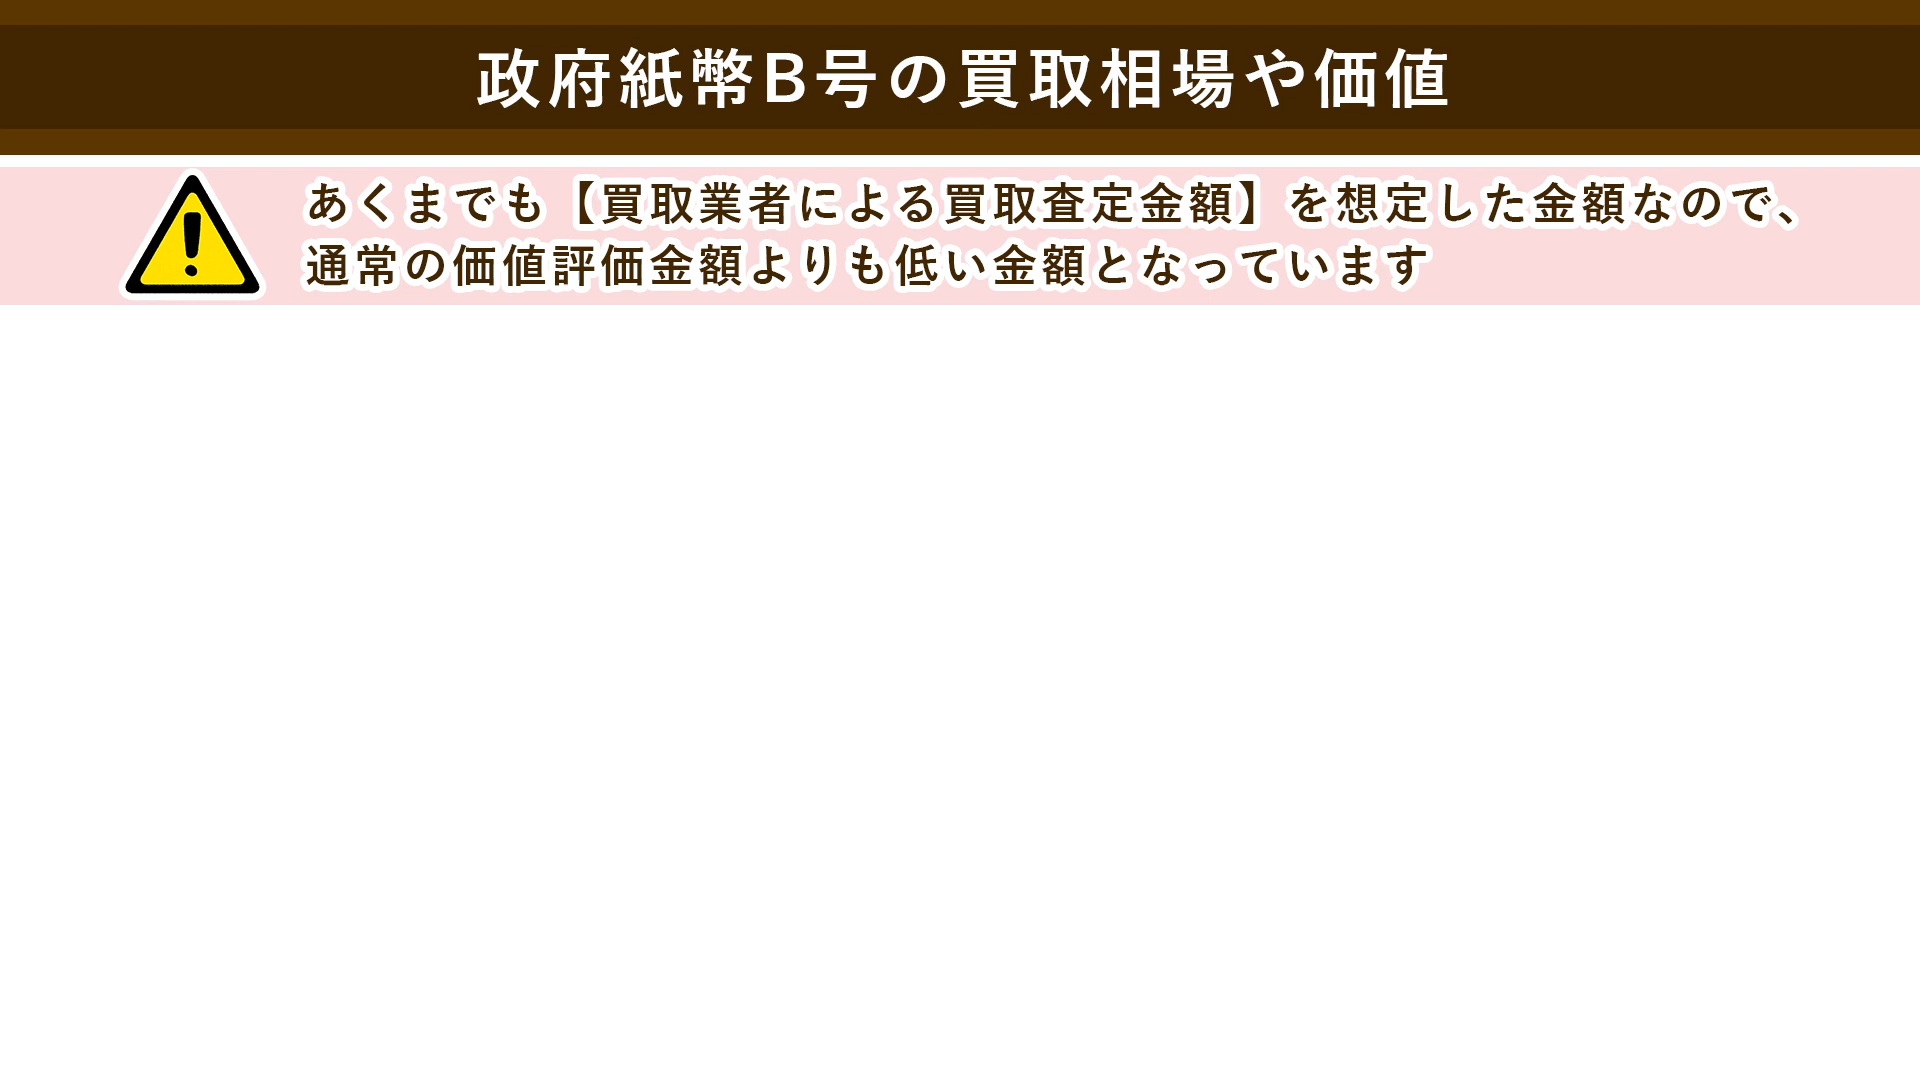 政府紙幣B号の買取相場や価値
あくまでも【買取業者による買取査定金額】を想定した金額なので、
通常の価値評価金額よりも低い金額となっています